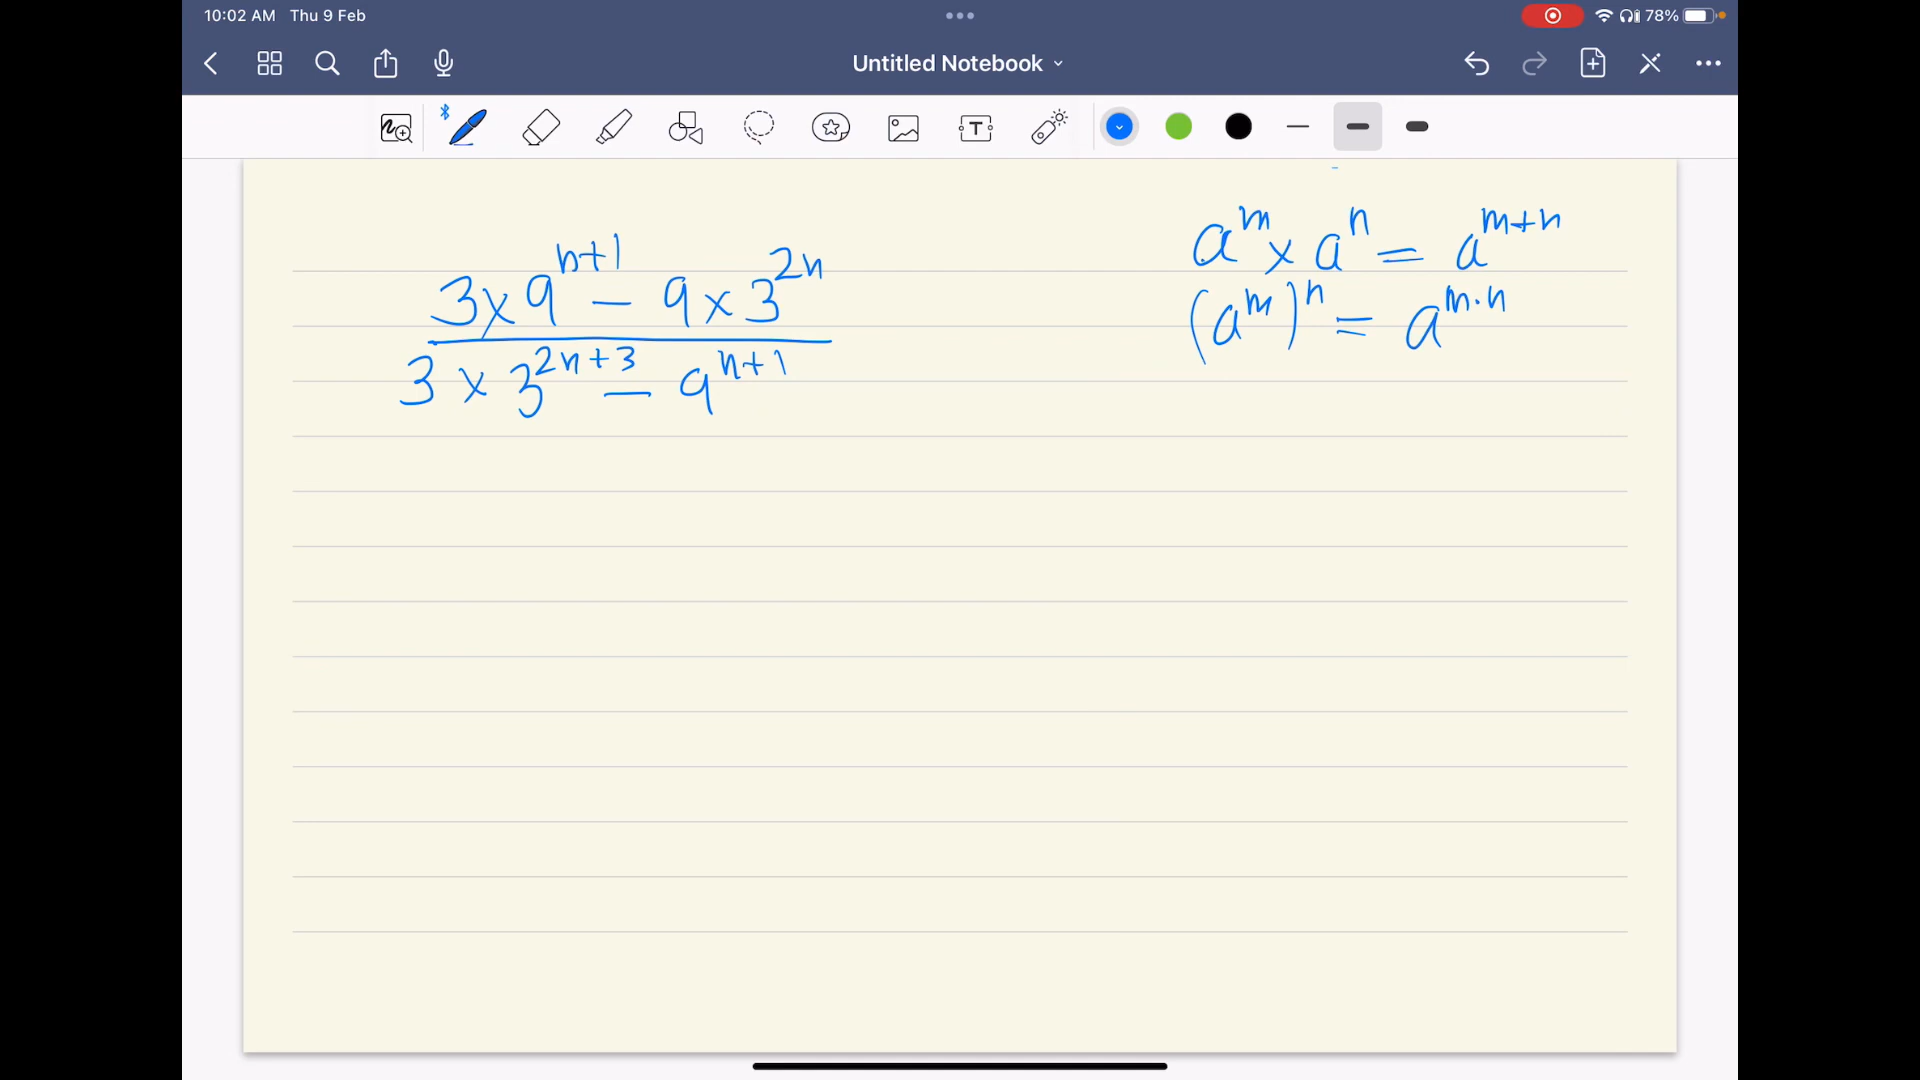 10:02 AM Thu 9 Feb
78%
Untitled Notebook
T
3 × 9^{n+1} − 9 × 3^{2n}
3 × 3^{2n+3} − 9^{n+1}
a^m × a^n = a^{m+n}
(a^m)^n = a^{m·n}